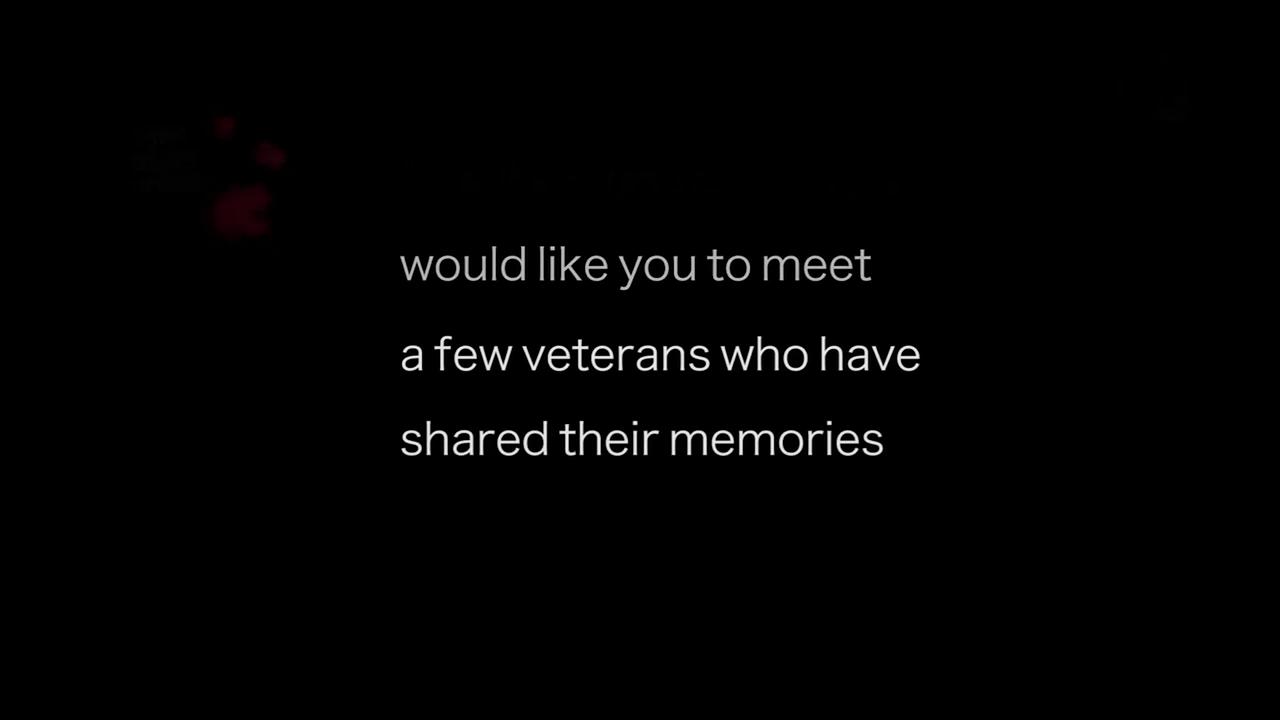 would like you to meet
a few veterans who have
shared their memories